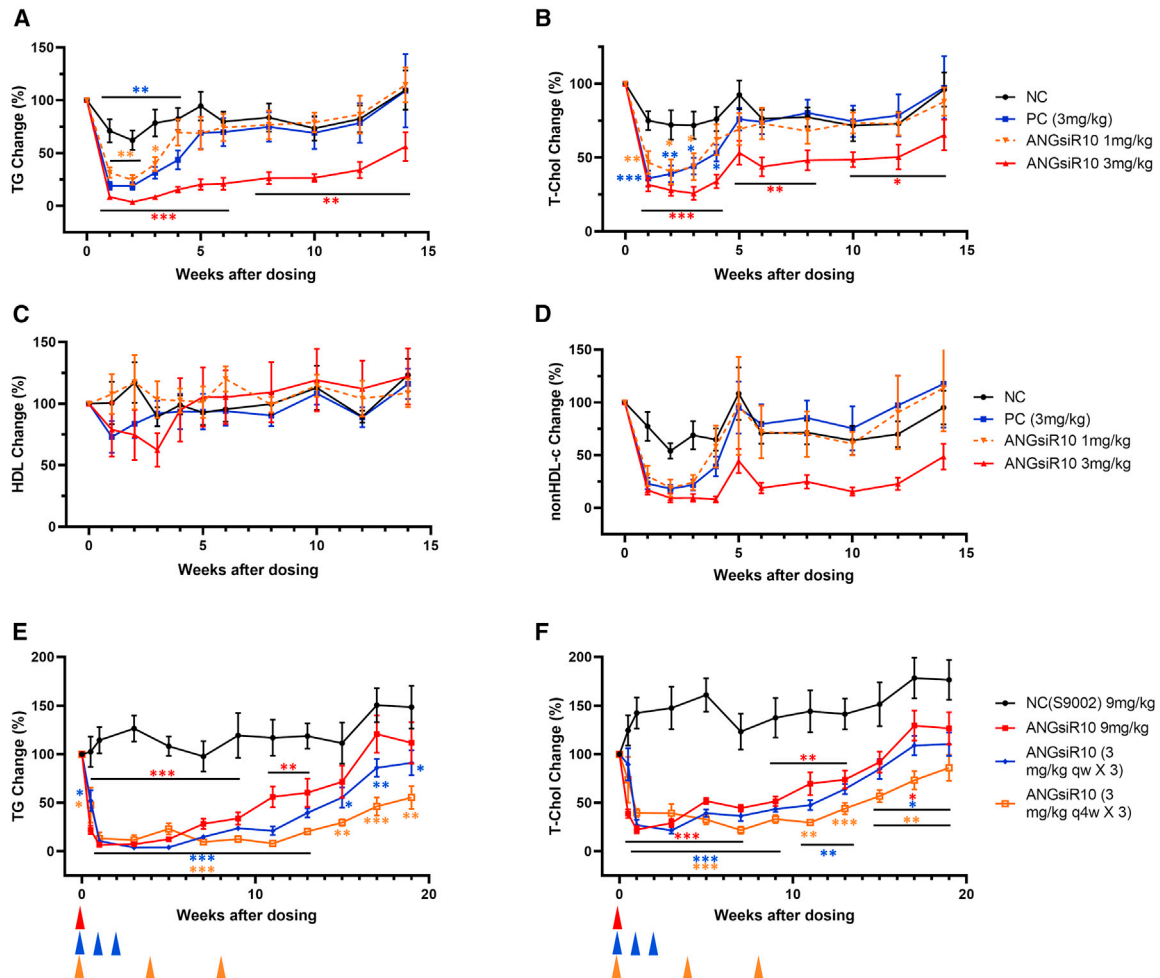 A
150
100
50
0
TG Change (%)
**
**
*
***
**
0 5 10 15
Weeks after dosing
B
100
50
0
T-Chol Change (%)
**
***
*
**
*
*
*
***
**
*
0 5 10 15
Weeks after dosing
NC
PC (3mg/kg)
ANGsiR10 1mg/kg
ANGsiR10 3mg/kg
C
150
100
50
0
HDL Change (%)
0 5 10 15
Weeks after dosing
D
150
100
50
0
nonHDL-c Change (%)
0 5 10 15
Weeks after dosing
NC
PC (3mg/kg)
ANGsiR10 1mg/kg
ANGsiR10 3mg/kg
E
200
150
100
50
0
TG Change (%)
*
*
***
**
***
***
*
**
**
***
*
**
0 10 20
Weeks after dosing
F
200
150
100
50
0
T-Chol Change (%)
**
***
***
***
**
***
**
*
*
**
0 10 20
Weeks after dosing
NC(S9002) 9mg/kg
ANGsiR10 9mg/kg
ANGsiR10 (3
mg/kg qw X 3)
ANGsiR10 (3
mg/kg q4w X 3)